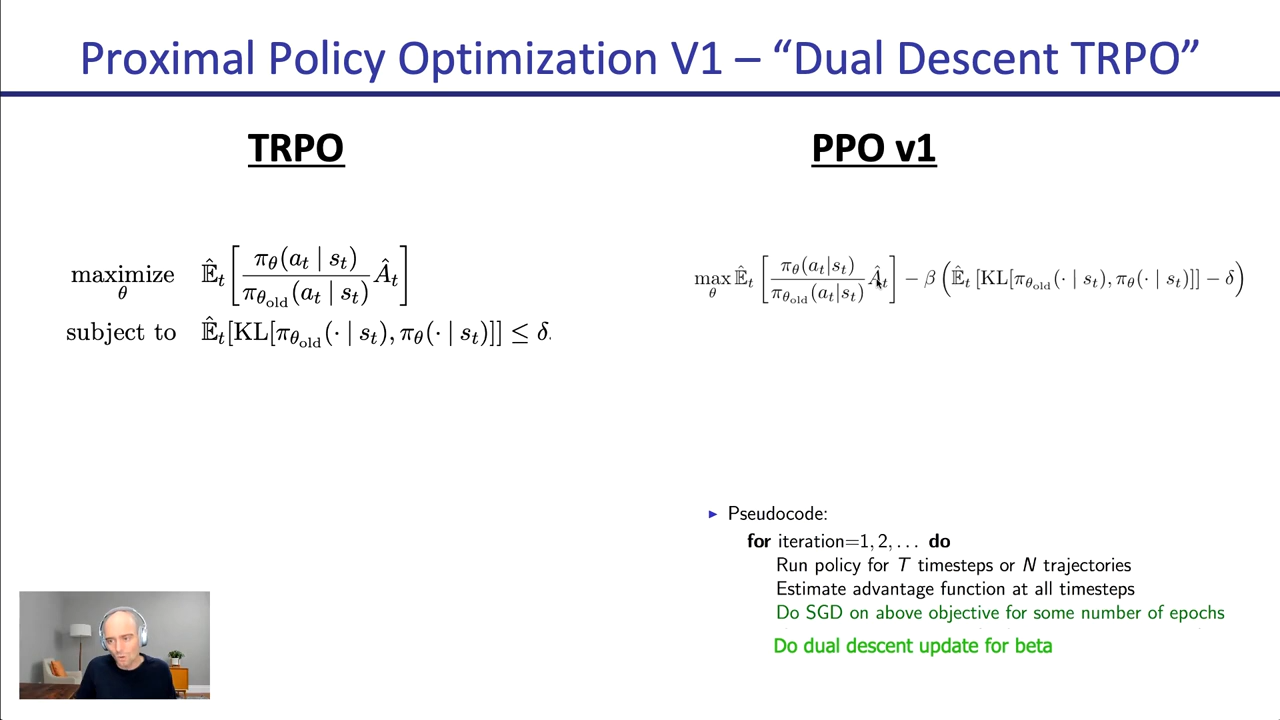 Proximal Policy Optimization V1 – “Dual Descent TRPO”
TRPO
maximize_θ Ê_t [ π_θ(a_t | s_t) / π_θ_old(a_t | s_t) Â_t ]
subject to Ê_t[KL[π_θ_old(· | s_t), π_θ(· | s_t)]] ≤ δ.
PPO v1
max_θ Ê_t [ π_θ(a_t|s_t) / π_θ_old(a_t|s_t) Â_t ] − β ( Ê_t [KL[π_θ_old(· | s_t), π_θ(· | s_t)]] − δ )
▶ Pseudocode:
for iteration=1, 2, . . . do
Run policy for T timesteps or N trajectories
Estimate advantage function at all timesteps
Do SGD on above objective for some number of epochs
Do dual descent update for beta